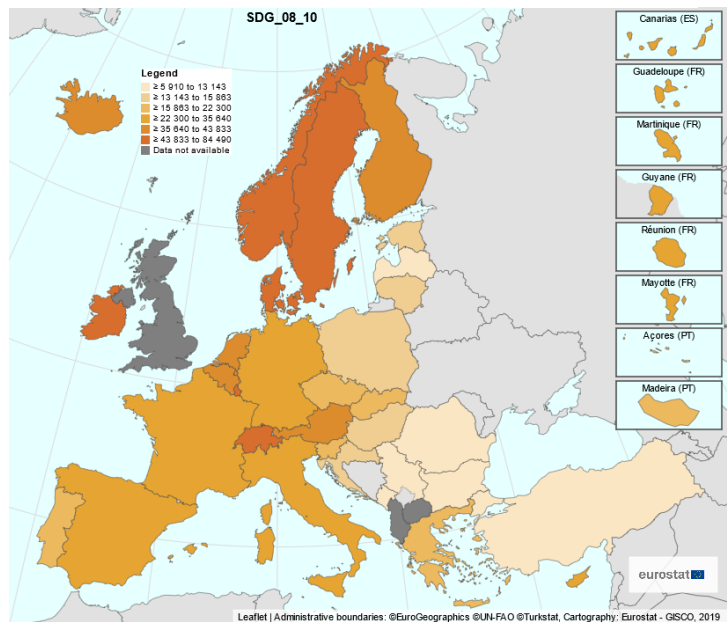 SDG_08_10
Legend
≥ 5 910 to 13 143
≥ 13 143 to 15 863
≥ 15 863 to 22 300
≥ 22 300 to 35 640
≥ 35 640 to 43 833
≥ 43 833 to 84 490
Data not available
Canarias (ES)
Guadeloupe (FR)
Martinique (FR)
Guyane (FR)
Réunion (FR)
Mayotte (FR)
Açores (PT)
Madeira (PT)
eurostat
Leaflet | Administrative boundaries: ©EuroGeographics ©UN-FAO ©Turkstat, Cartography: Eurostat - GISCO, 2019